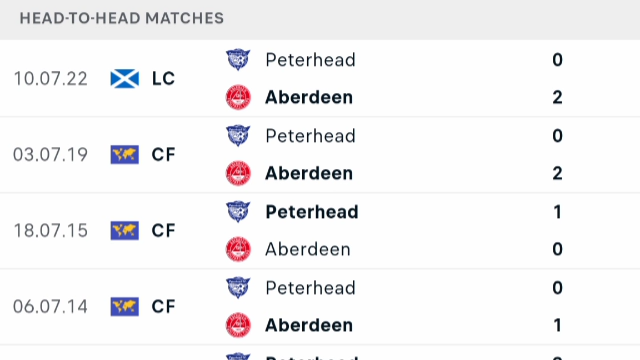 HEAD-TO-HEAD MATCHES
10.07.22 LC
Peterhead 0
Aberdeen 2
03.07.19 CF
Peterhead 0
Aberdeen 2
18.07.15 CF
Peterhead 1
Aberdeen 0
06.07.14 CF
Peterhead 0
Aberdeen 1
Peterhead